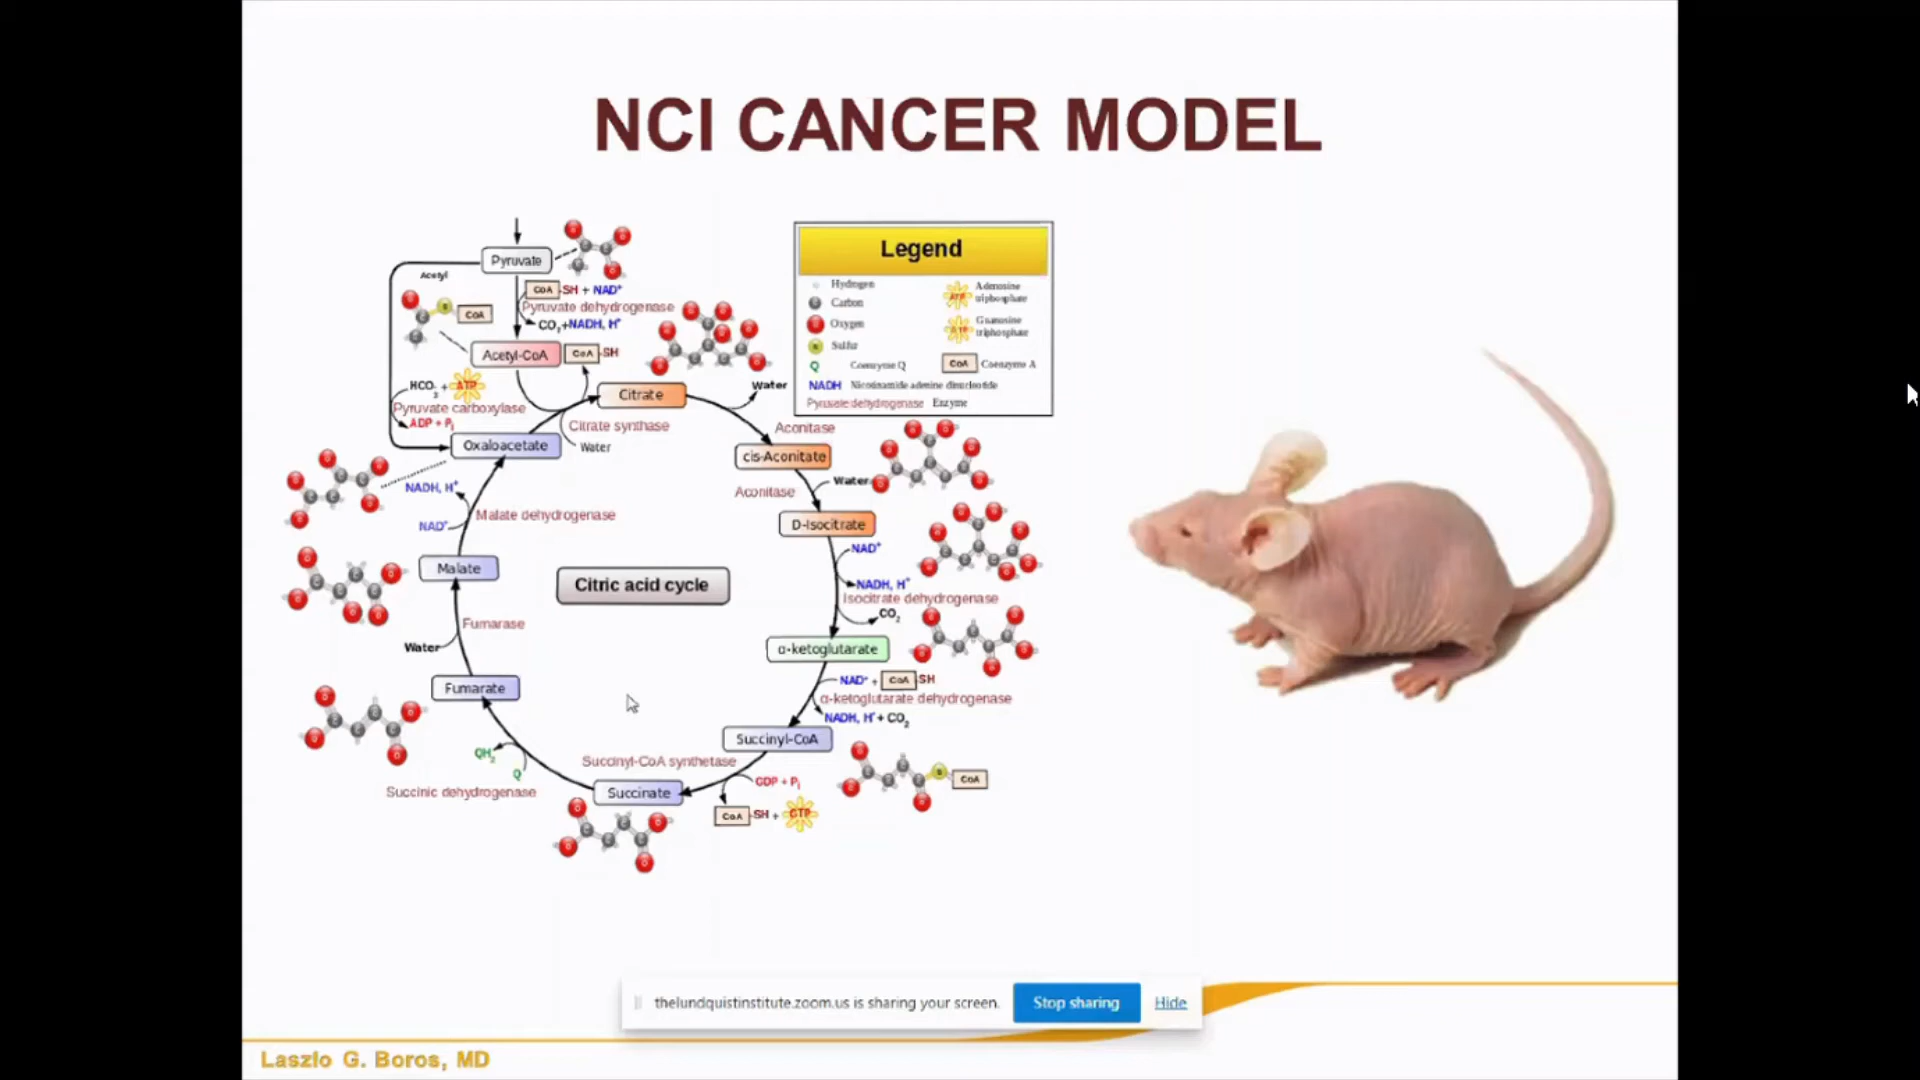 NCI CANCER MODEL
Pyruvate
Acetyl
CoA
CoA -SH + NAD⁺
Pyruvate dehydrogenase
CO₂+NADH, H⁺
Acetyl-CoA
CoA -SH
HCO₃⁻ + ATP
Pyruvate carboxylase
ADP + Pᵢ
Citrate
Water
Citrate synthase
Water
Oxaloacetate
Aconitase
cis-Aconitate
Water
Aconitase
D-Isocitrate
NAD⁺
NADH, H⁺
Isocitrate dehydrogenase
CO₂
α-ketoglutarate
NAD⁺ + CoA -SH
α-ketoglutarate dehydrogenase
NADH, H⁺ + CO₂
Succinyl-CoA
CoA
Succinyl-CoA synthetase
GDP + Pᵢ
CoA -SH + GTP
Succinate
Succinic dehydrogenase
Q
QH₂
Fumarate
Water
Fumarase
Malate
Malate dehydrogenase
NAD⁺
NADH, H⁺
Citric acid cycle
Legend
Hydrogen
Carbon
Oxygen
Sulfur
Q Coenzyme Q
NADH Nicotinamide adenine dinucleotide
Pyruvate dehydrogenase Enzyme
ATP Adenosine triphosphate
Guanosine triphosphate
CoA Coenzyme A
thelundquistinstitute.zoom.us is sharing your screen.
Stop sharing
Hide
Laszlo G. Boros, MD